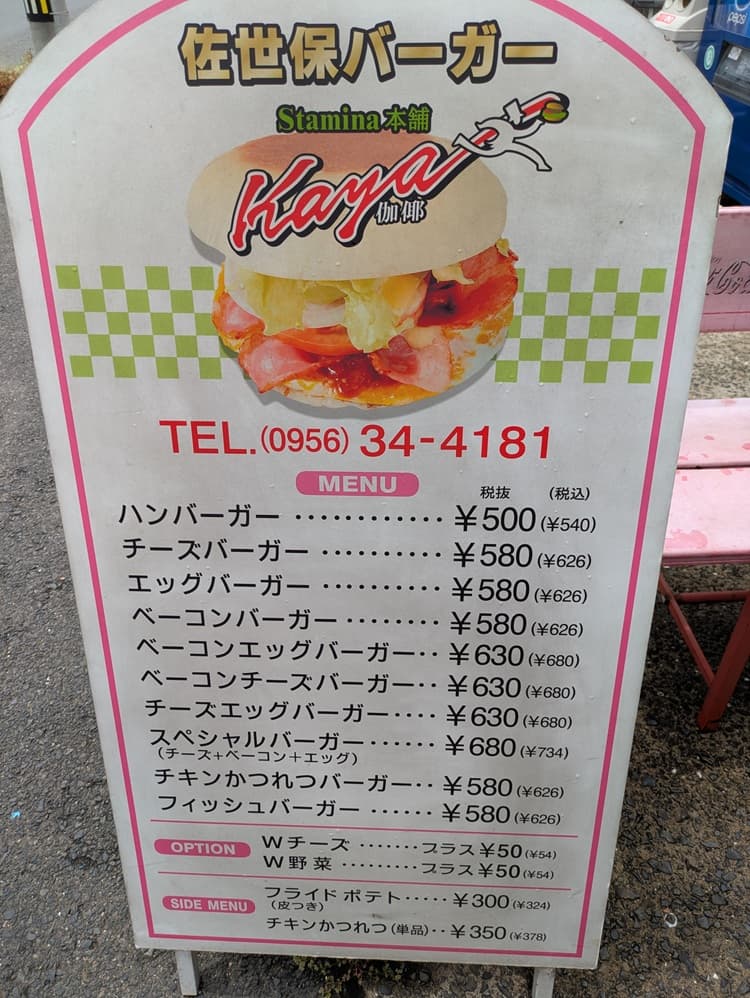 佐世保バーガー
Stamina本舗
Kaya
伽倻
TEL.(0956) 34-4181
MENU
税抜 (税込)
ハンバーガー ············ ¥500 (¥540)
チーズバーガー ·········· ¥580 (¥626)
エッグバーガー ·········· ¥580 (¥626)
ベーコンバーガー ········ ¥580 (¥626)
ベーコンエッグバーガー·· ¥630 (¥680)
ベーコンチーズバーガー·· ¥630 (¥680)
チーズエッグバーガー···· ¥630 (¥680)
スペシャルバーガー······ ¥680 (¥734)
(チーズ+ベーコン+エッグ)
チキンかつれつバーガー·· ¥580 (¥626)
フィッシュバーガー ······ ¥580 (¥626)
OPTION Wチーズ ······· プラス¥50 (¥54)
W野菜 ········· プラス¥50 (¥54)
SIDE MENU フライドポテト····· ¥300 (¥324)
(皮つき)
チキンかつれつ(単品)·· ¥350 (¥378)
pepsi